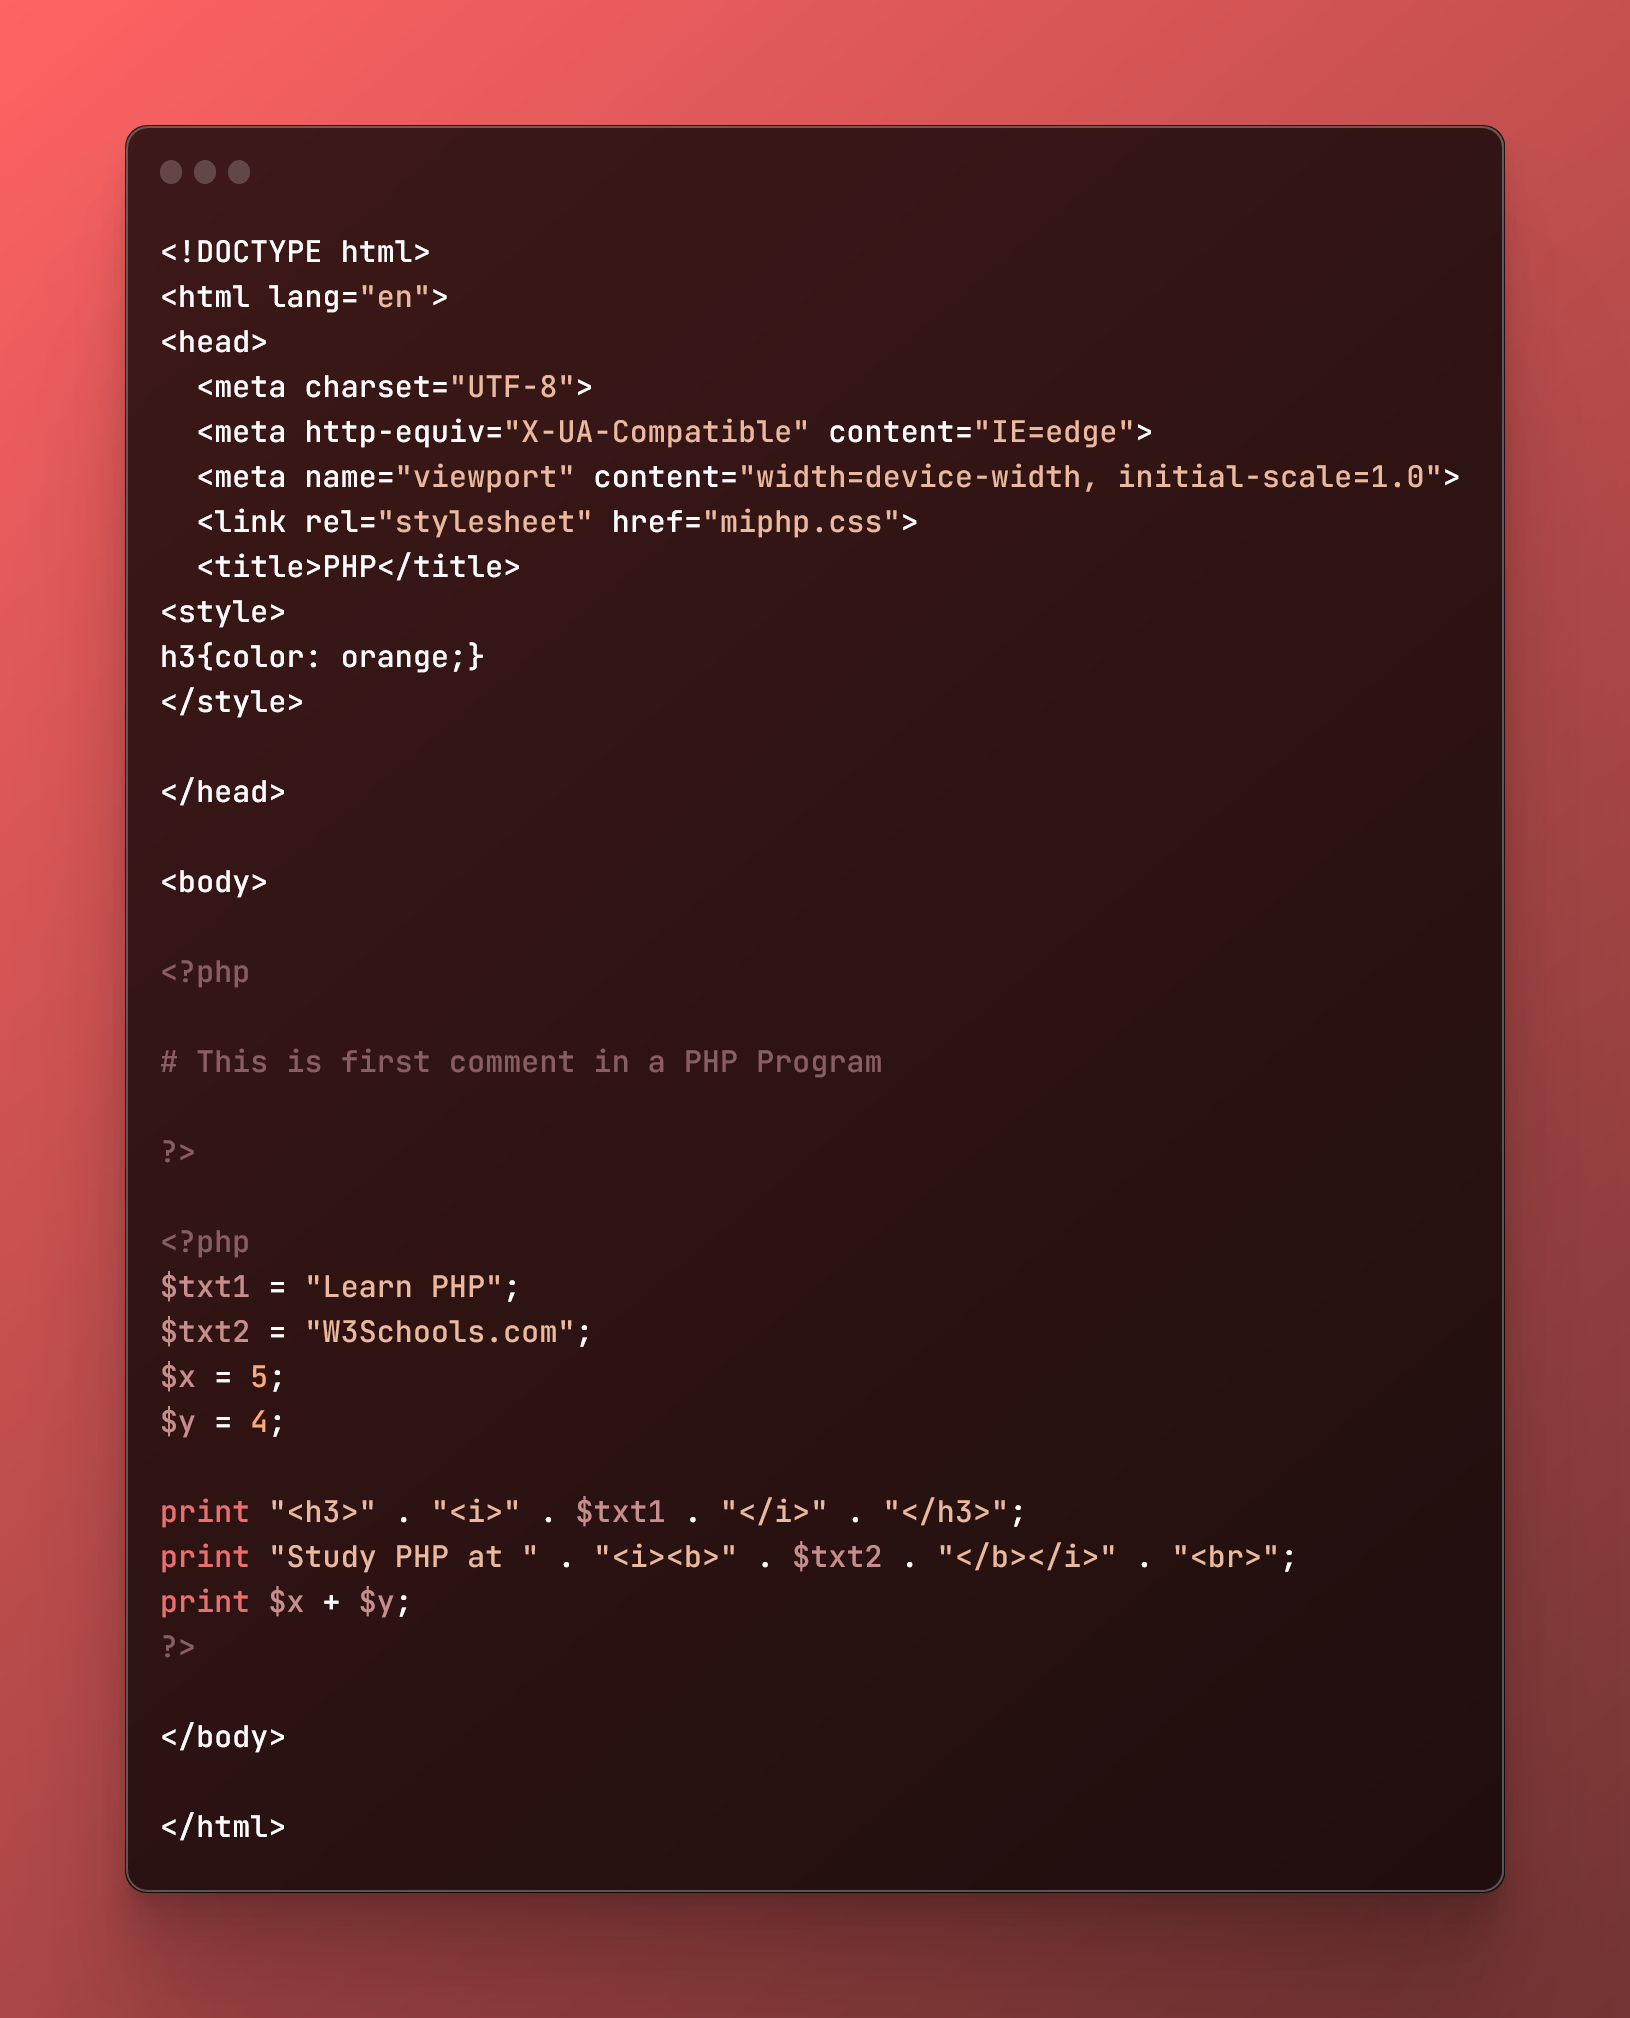 <!DOCTYPE html>
<html lang="en">
<head>
  <meta charset="UTF-8">
  <meta http-equiv="X-UA-Compatible" content="IE=edge">
  <meta name="viewport" content="width=device-width, initial-scale=1.0">
  <link rel="stylesheet" href="miphp.css">
  <title>PHP</title>
<style>
h3{color: orange;}
</style>

</head>

<body>

<?php

# This is first comment in a PHP Program

?>

<?php
$txt1 = "Learn PHP";
$txt2 = "W3Schools.com";
$x = 5;
$y = 4;

print "<h3>" . "<i>" . $txt1 . "</i>" . "</h3>";
print "Study PHP at " . "<i><b>" . $txt2 . "</b></i>" . "<br>";
print $x + $y;
?>

</body>

</html>